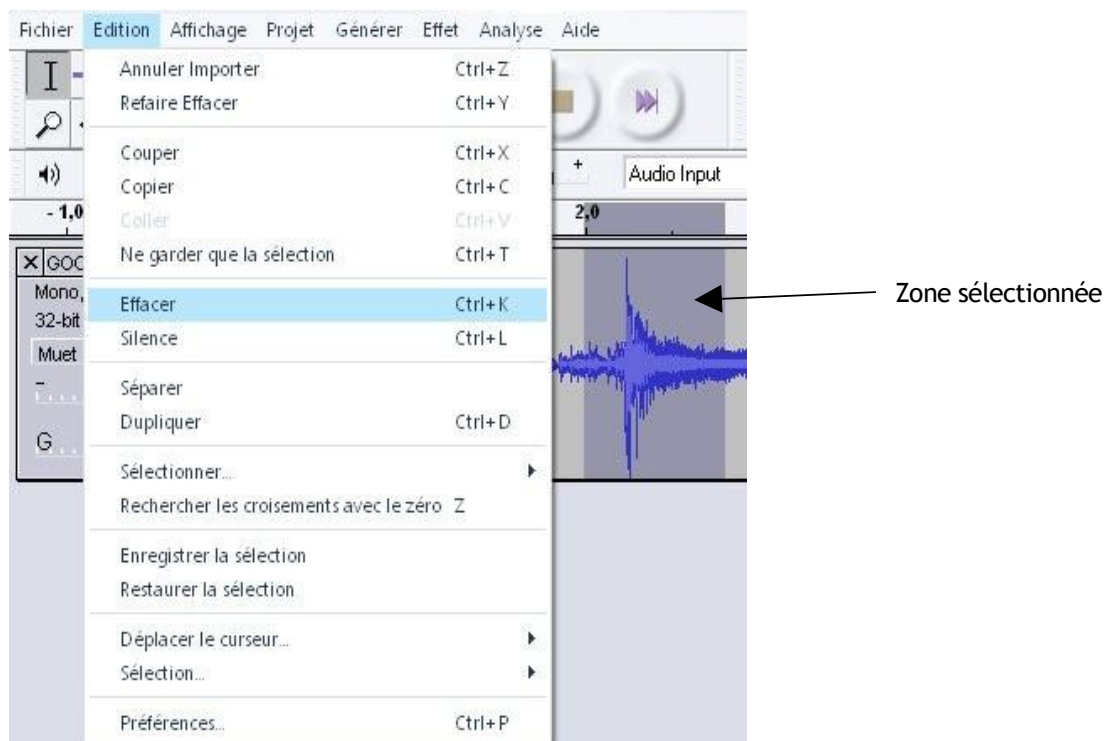 Fichier Edition Affichage Projet Générer Effet Analyse Aide
Annuler Importer Ctrl+Z
Refaire Effacer Ctrl+Y
Couper Ctrl+X
Copier Ctrl+C
Coller Ctrl+V
Ne garder que la sélection Ctrl+T
Effacer Ctrl+K
Silence Ctrl+L
Séparer
Dupliquer Ctrl+D
Sélectionner...
Rechercher les croisements avec le zéro Z
Enregistrer la sélection
Restaurer la sélection
Déplacer le curseur...
Sélection...
Préférences... Ctrl+P
+
Audio Input
- 1,0
2,0
X GOC
Mono,
32-bit
Muet
-
G
Zone sélectionnée